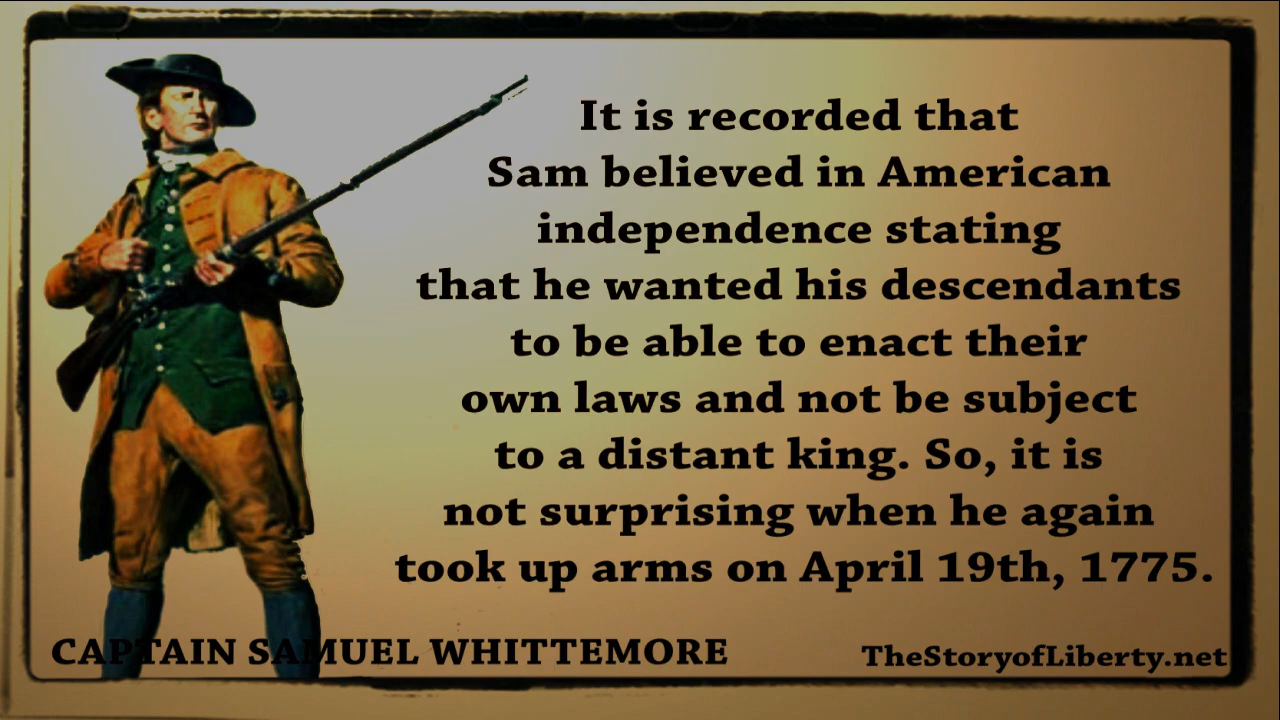 It is recorded that
Sam believed in American
independence stating
that he wanted his descendants
to be able to enact their
own laws and not be subject
to a distant king. So, it is
not surprising when he again
took up arms on April 19th, 1775.
CAPTAIN SAMUEL WHITTEMORE
TheStoryofLiberty.net